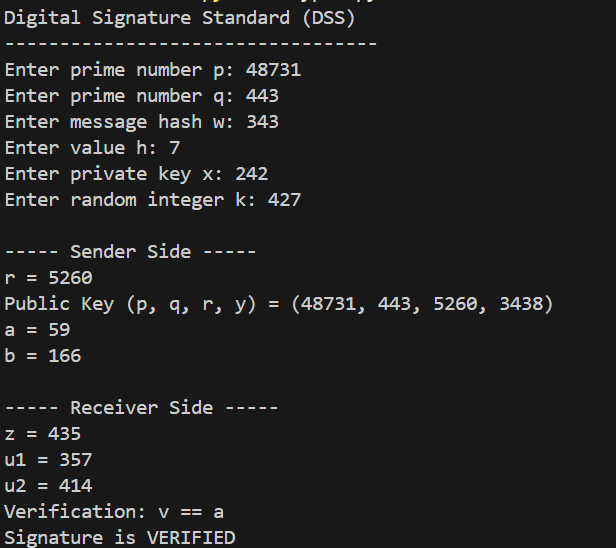 Digital Signature Standard (DSS)
----------------------------------
Enter prime number p: 48731
Enter prime number q: 443
Enter message hash w: 343
Enter value h: 7
Enter private key x: 242
Enter random integer k: 427
----- Sender Side -----
r = 5260
Public Key (p, q, r, y) = (48731, 443, 5260, 3438)
a = 59
b = 166
----- Receiver Side -----
z = 435
u1 = 357
u2 = 414
Verification: v == a
Signature is VERIFIED